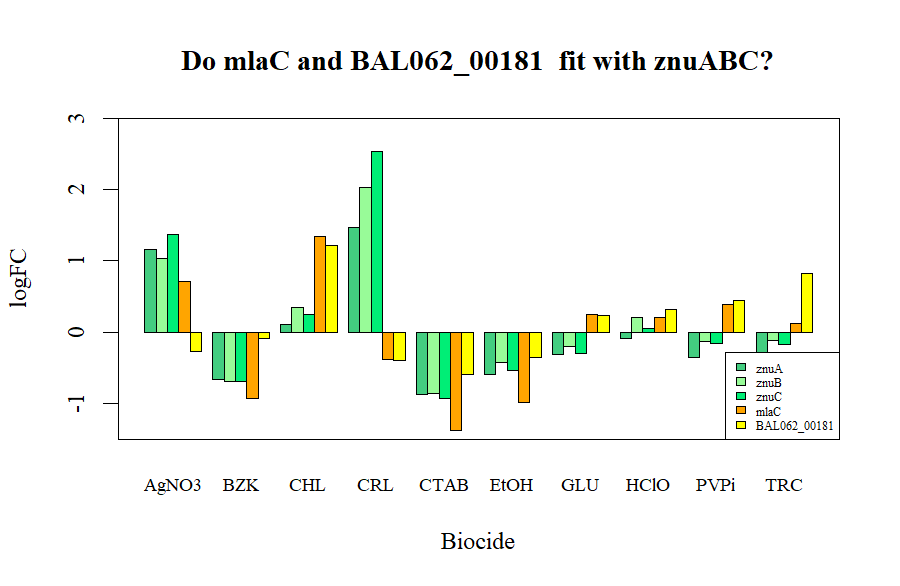 Do mlaC and BAL062_00181  fit with znuABC?
logFC
3
2
1
0
-1
znuA
znuB
znuC
mlaC
BAL062_00181
AgNO3 BZK CHL CRL CTAB EtOH GLU HClO PVPi TRC
Biocide